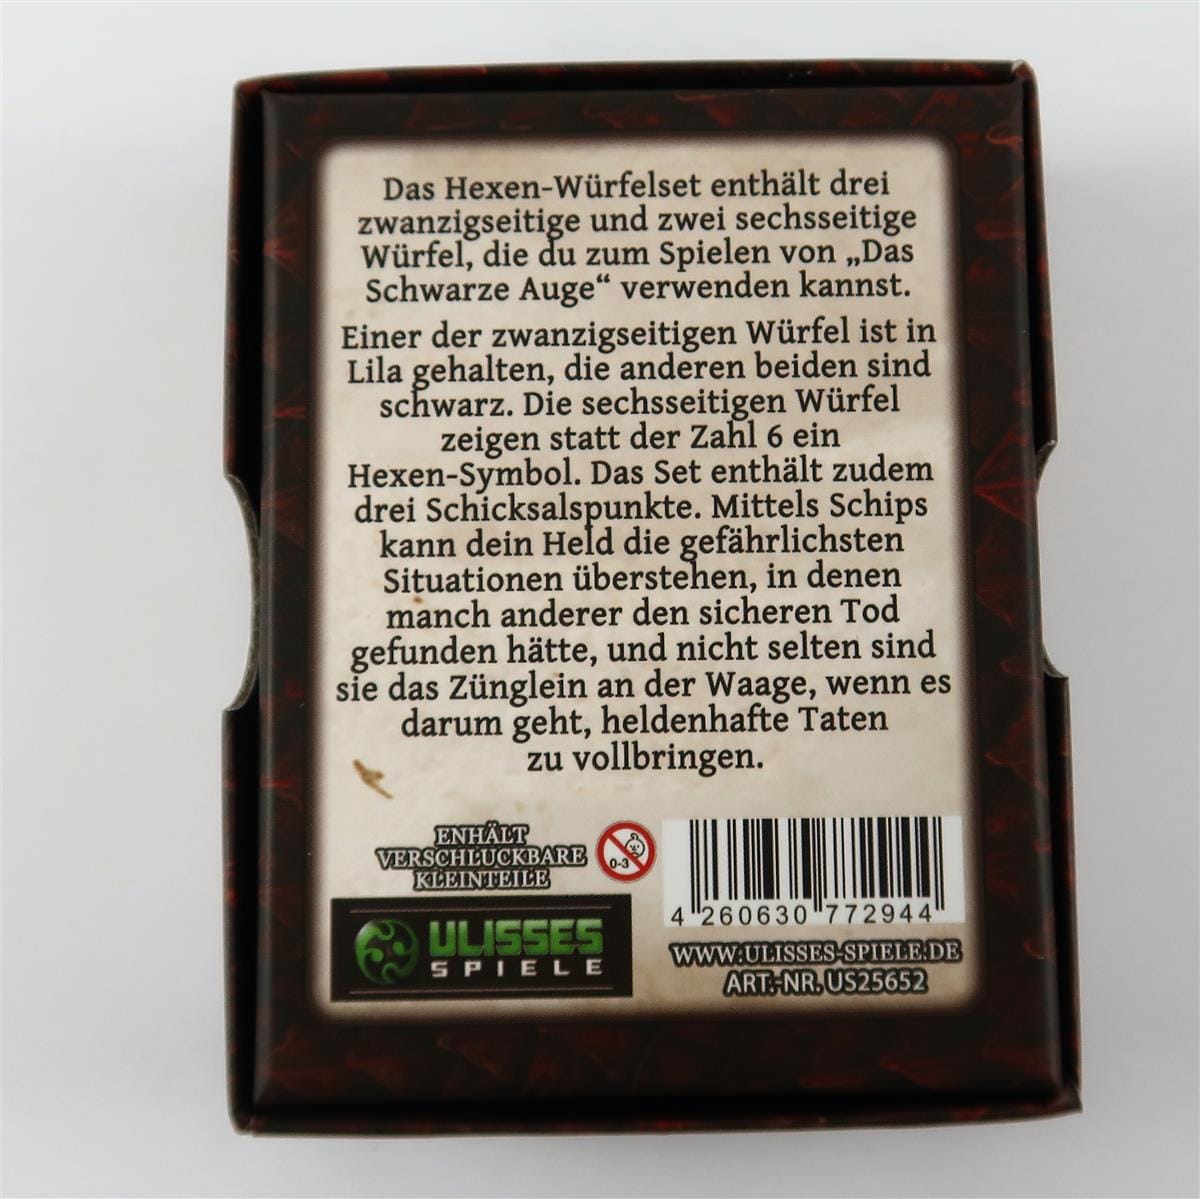 Das Hexen-Würfelset enthält drei
zwanzigseitige und zwei sechsseitige
Würfel, die du zum Spielen von „Das
Schwarze Auge“ verwenden kannst.
Einer der zwanzigseitigen Würfel ist in
Lila gehalten, die anderen beiden sind
schwarz. Die sechsseitigen Würfel
zeigen statt der Zahl 6 ein
Hexen-Symbol. Das Set enthält zudem
drei Schicksalspunkte. Mittels Schips
kann dein Held die gefährlichsten
Situationen überstehen, in denen
manch anderer den sicheren Tod
gefunden hätte, und nicht selten sind
sie das Zünglein an der Waage, wenn es
darum geht, heldenhafte Taten
zu vollbringen.
ENHÄLT
VERSCHLUCKBARE
KLEINTEILE
0-3
ULISSES
SPIELE
4 260630 772944
WWW.ULISSES-SPIELE.DE
ART.-NR. US25652